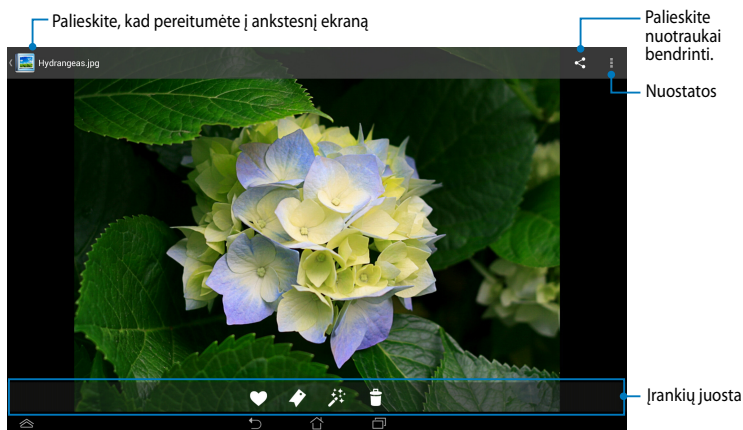 Palieskite, kad pereitumėte į ankstesnį ekraną
Palieskite
nuotraukai
bendrinti.
Hydrangeas.jpg
Nuostatos
Įrankių juosta